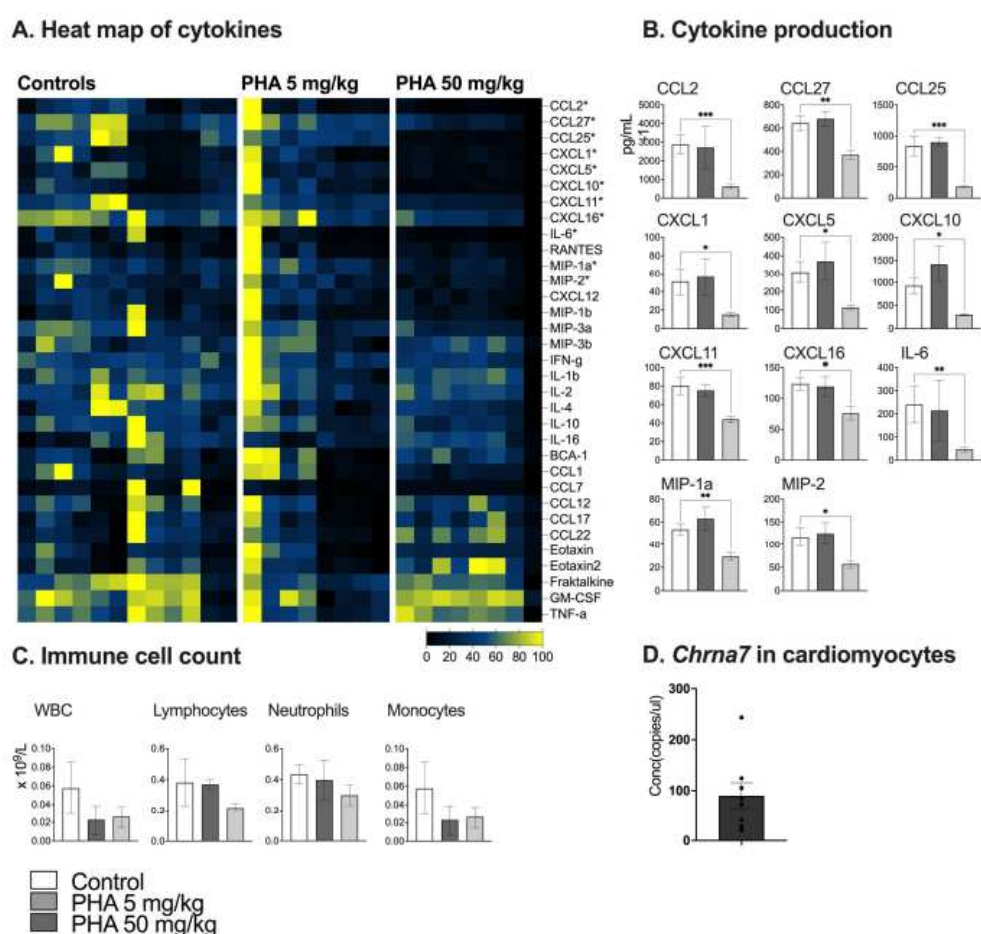 A. Heat map of cytokines
Controls
PHA 5 mg/kg
PHA 50 mg/kg
CCL2*
CCL27*
CCL25*
CXCL1*
CXCL5*
CXCL10*
CXCL11*
CXCL16*
IL-6*
RANTES
MIP-1a*
MIP-2*
CXCL12
MIP-1b
MIP-3a
MIP-3b
IFN-g
IL-1b
IL-2
IL-4
IL-10
IL-16
BCA-1
CCL1
CCL7
CCL12
CCL17
CCL22
Eotaxin
Eotaxin2
Fraktalkine
GM-CSF
TNF-a
0 20 40 60 80 100
B. Cytokine production
CCL2
pg/mL
5000
4000
3000
2000
1000
0
***
CCL27
800
600
400
200
0
**
CCL25
1500
1000
500
0
***
CXCL1
100
80
60
40
20
0
*
CXCL5
500
400
300
200
100
0
*
CXCL10
2000
1500
1000
500
0
*
CXCL11
100
80
60
40
20
0
***
CXCL16
150
100
50
0
*
IL-6
400
300
200
100
0
**
MIP-1a
80
60
40
20
0
**
MIP-2
200
150
100
50
0
*
C. Immune cell count
WBC
x 10⁹/L
0.10
0.08
0.06
0.04
0.02
0.00
Lymphocytes
0.6
0.4
0.2
0.0
Neutrophils
0.6
0.4
0.2
0.0
Monocytes
0.10
0.08
0.06
0.04
0.02
0.00
Control
PHA 5 mg/kg
PHA 50 mg/kg
D. Chrna7 in cardiomyocytes
Conc(copies/ul)
300
200
100
0